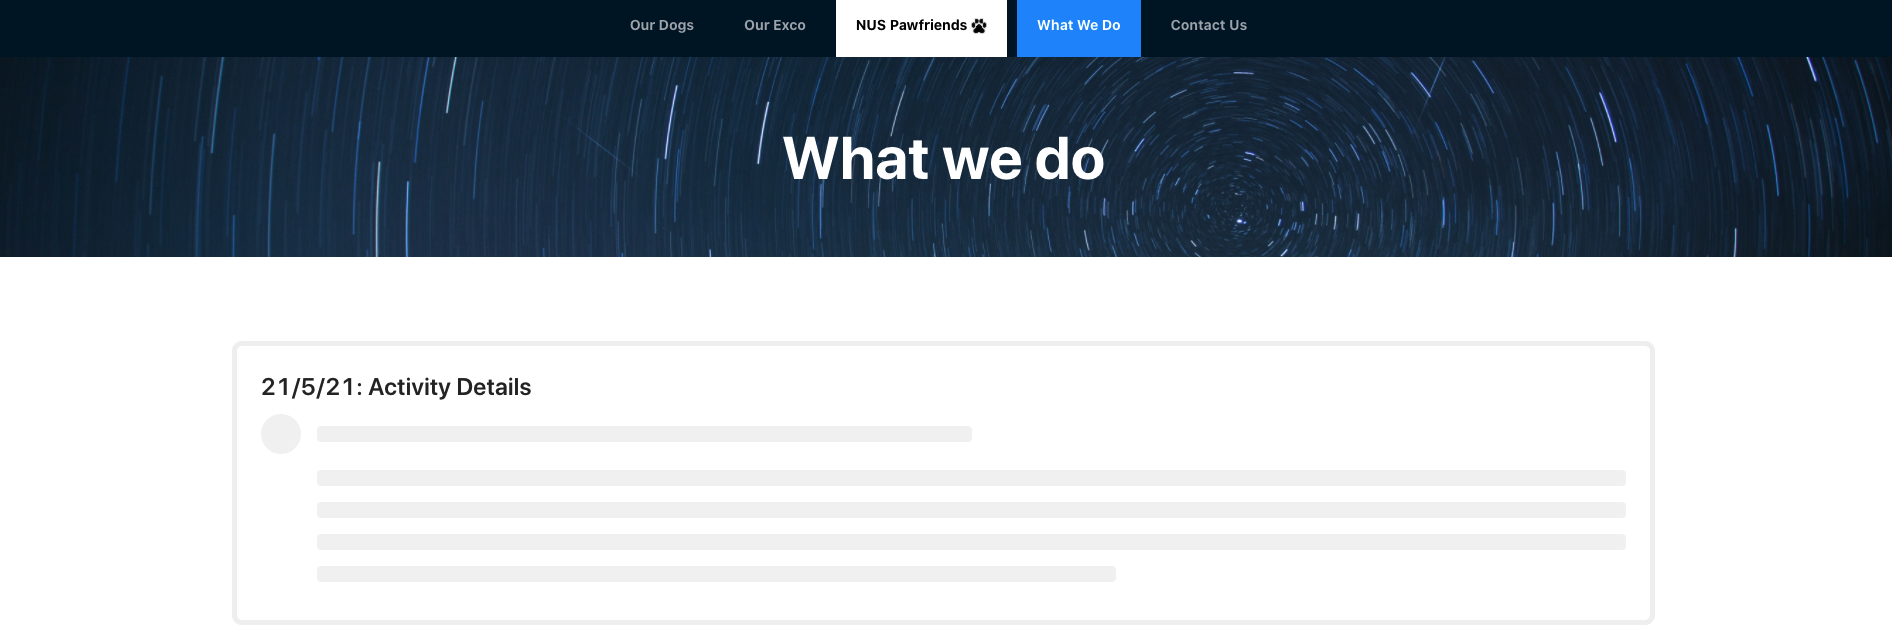 Our Dogs Our Exco NUS Pawfriends What We Do Contact Us
What we do
21/5/21: Activity Details